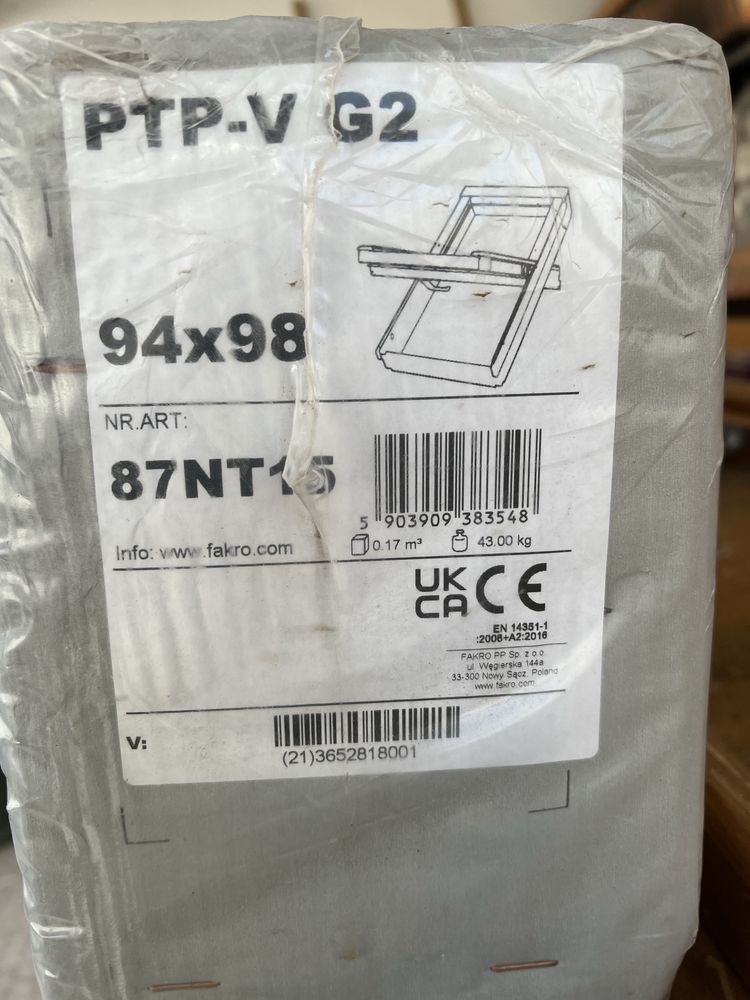 PTP-V G2
94x98
NR.ART:
87NT15
5 903909 383548
Info: www.fakro.com
0.17 m³
43.00 kg
UK
CA CE
EN 14351-1
:2006+A2:2016
FAKRO PP Sp. z o.o.
ul. Węgierska 144a
33-300 Nowy Sącz, Poland
www.fakro.com
V:
(21)3652818001